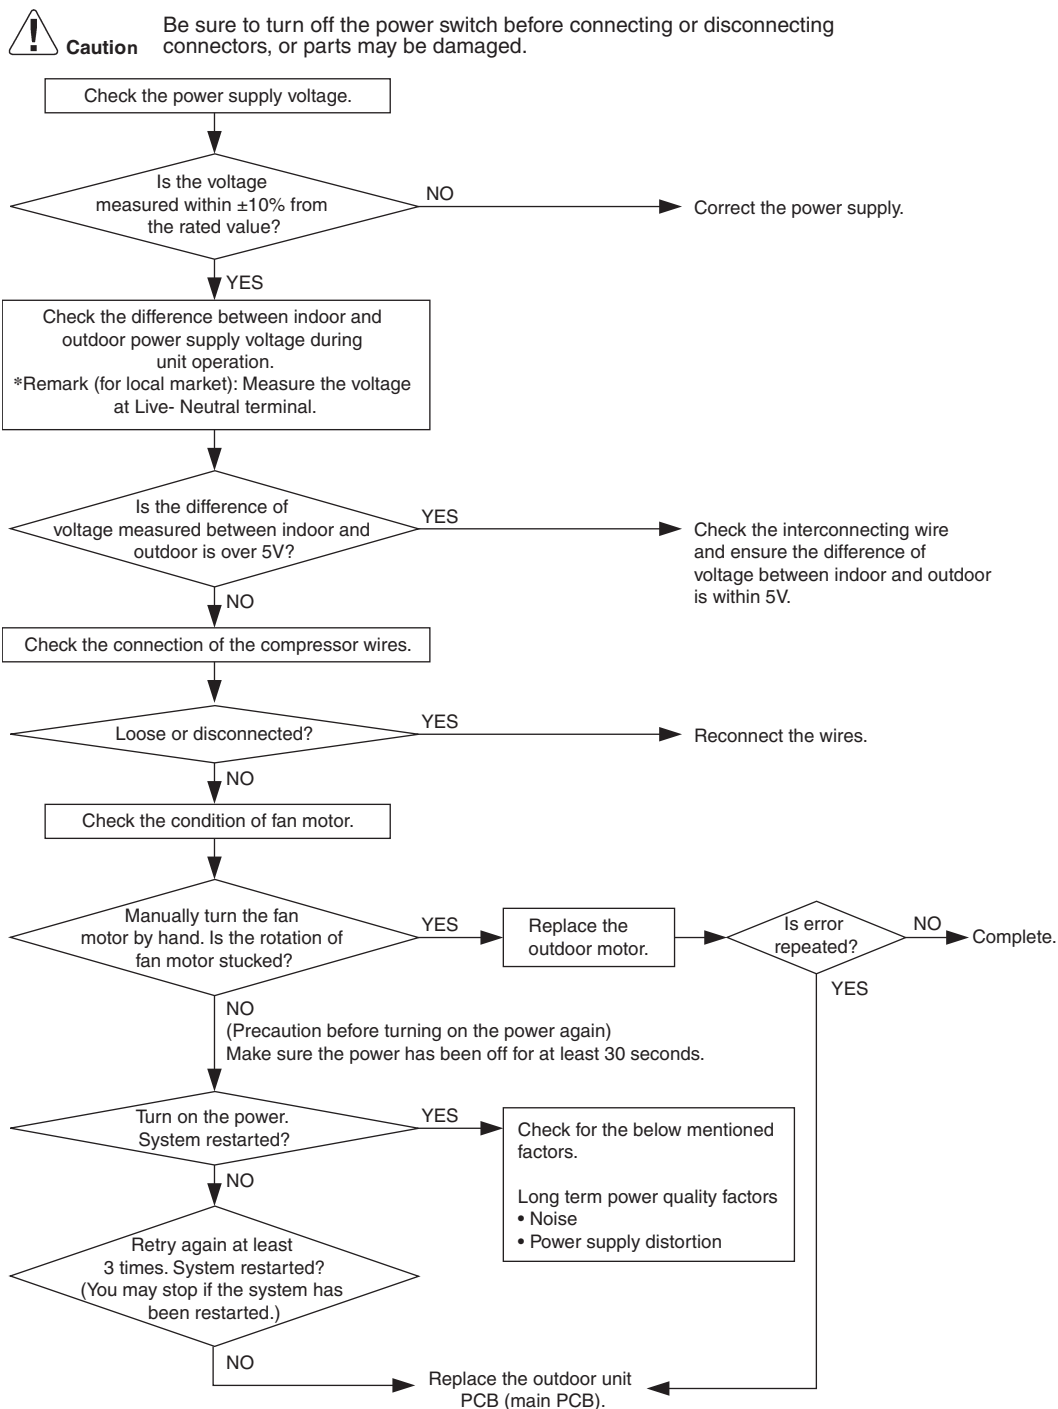 Caution
Be sure to turn off the power switch before connecting or disconnecting
connectors, or parts may be damaged.
Check the power supply voltage.
Is the voltage
measured within ±10% from
the rated value?
NO
Correct the power supply.
YES
Check the difference between indoor and
outdoor power supply voltage during
unit operation.
*Remark (for local market): Measure the voltage
at Live- Neutral terminal.
Is the difference of
voltage measured between indoor and
outdoor is over 5V?
YES
Check the interconnecting wire
and ensure the difference of
voltage between indoor and outdoor
is within 5V.
NO
Check the connection of the compressor wires.
Loose or disconnected?
YES
Reconnect the wires.
NO
Check the condition of fan motor.
Manually turn the fan
motor by hand. Is the rotation of
fan motor stucked?
YES
Replace the
outdoor motor.
Is error
repeated?
NO
Complete.
YES
NO
(Precaution before turning on the power again)
Make sure the power has been off for at least 30 seconds.
Turn on the power.
System restarted?
YES
Check for the below mentioned
factors.
Long term power quality factors
• Noise
• Power supply distortion
NO
Retry again at least
3 times. System restarted?
(You may stop if the system has
been restarted.)
NO
Replace the outdoor unit
PCB (main PCB).